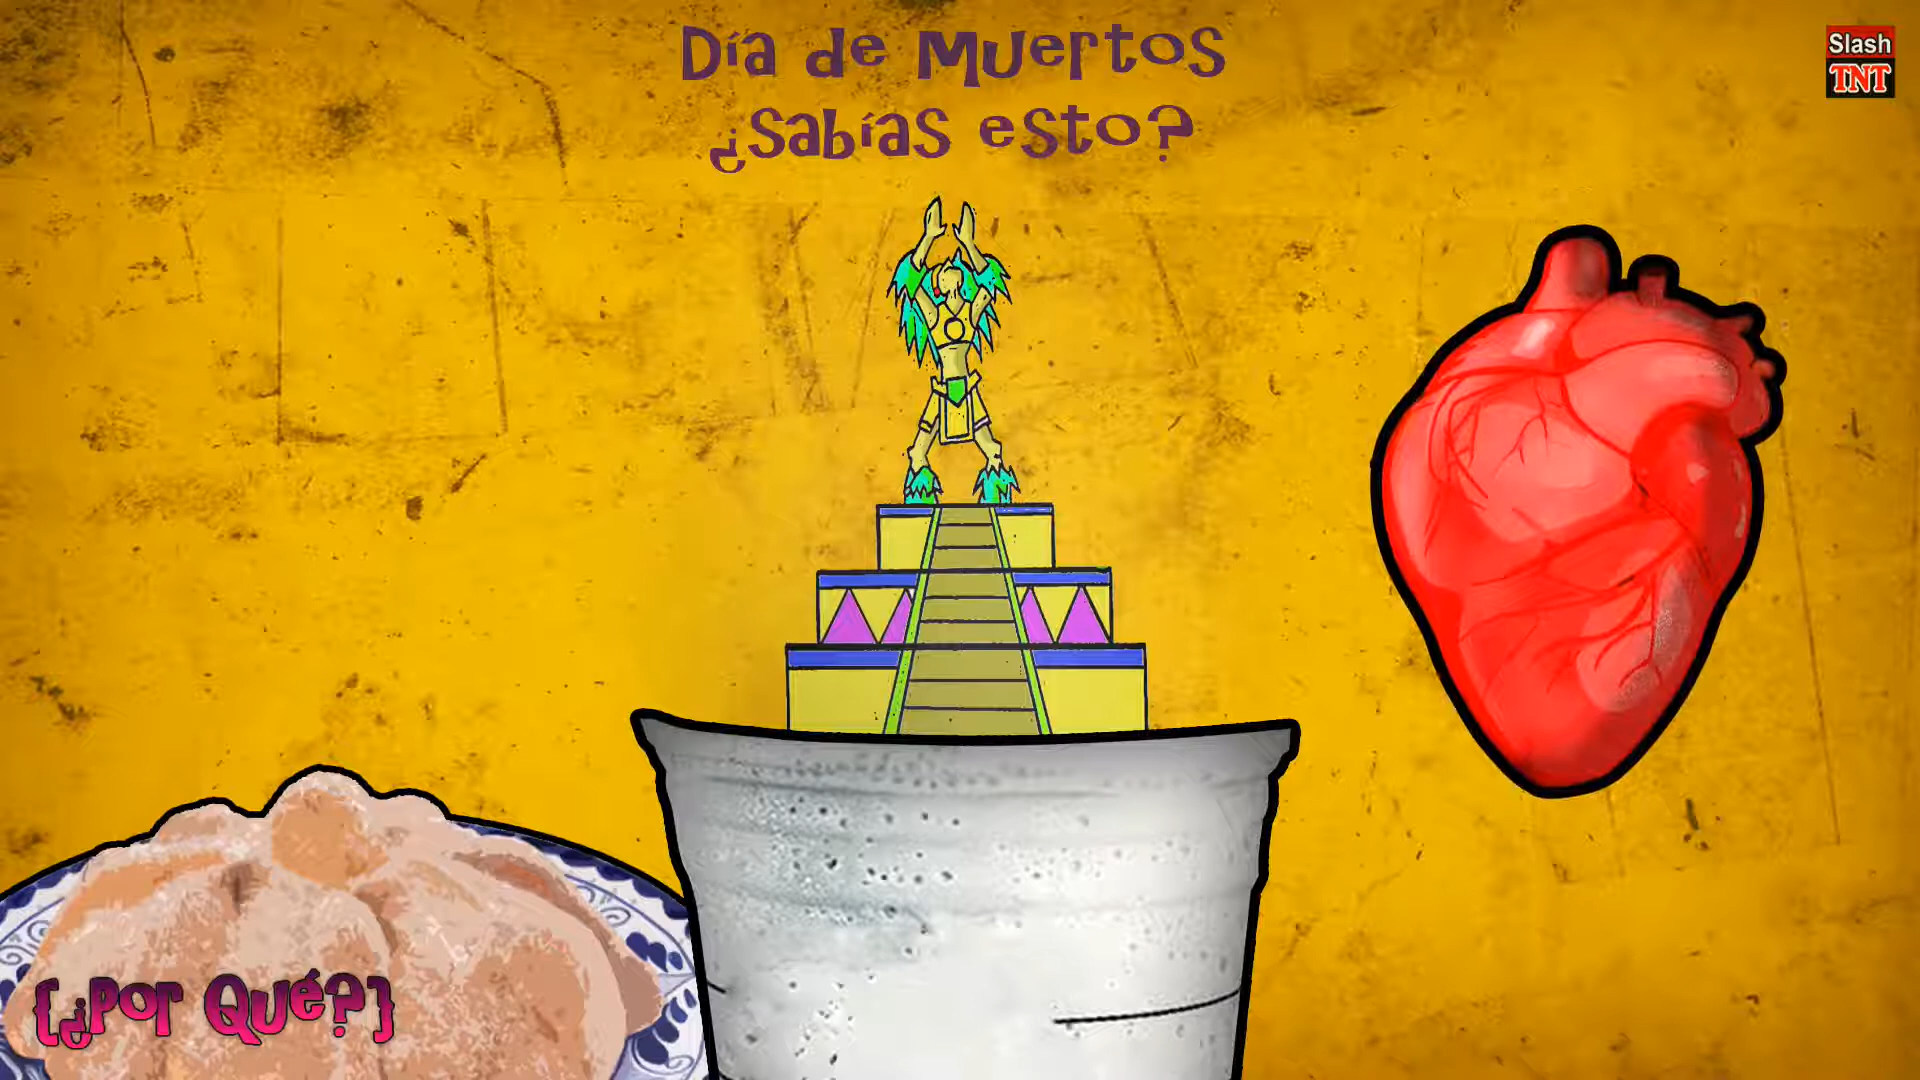 Día de Muertos
¿Sabías esto?
Slash
TNT
{¿Por Qué?}